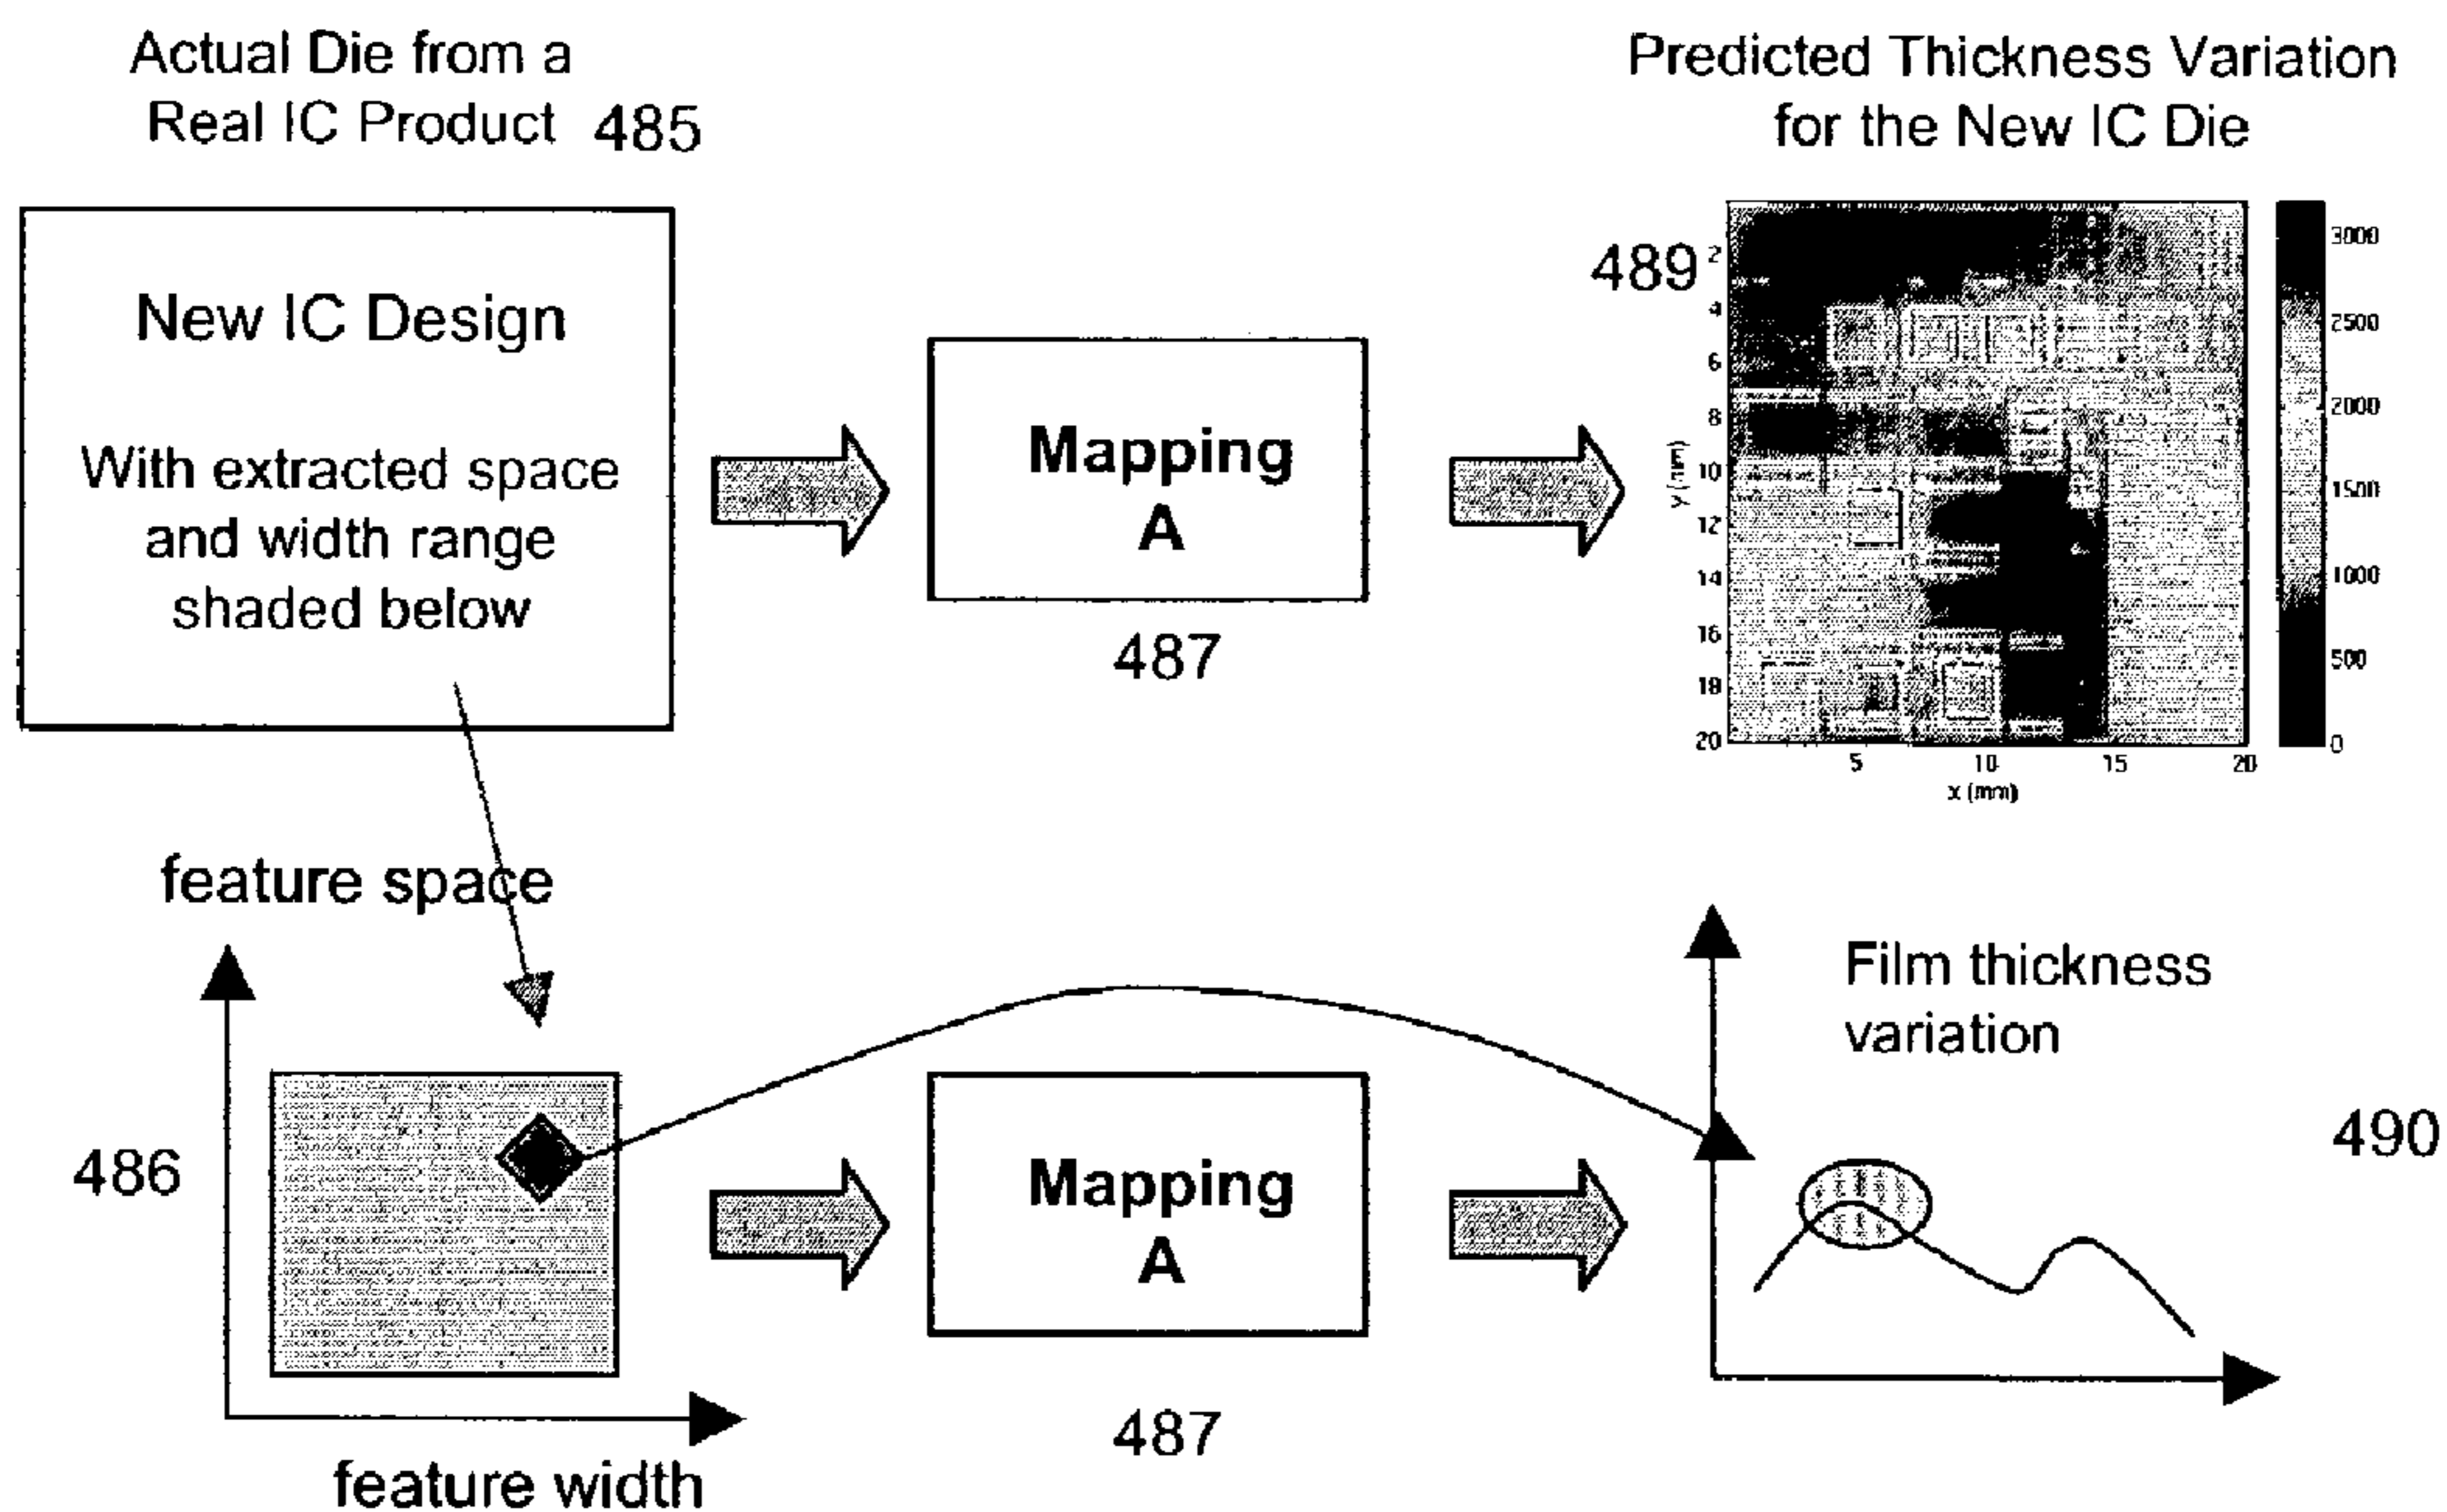 Actual Die from a
Real IC Product 485
Predicted Thickness Variation
for the New IC Die
New IC Design
With extracted space
and width range
shaded below
Mapping
A
487
489
2
4
6
8
10
12
14
16
18
20
y (mm)
5
10
15
20
x (mm)
3000
2500
2000
1500
1000
500
0
feature space
486
feature width
Mapping
A
487
Film thickness
variation
490